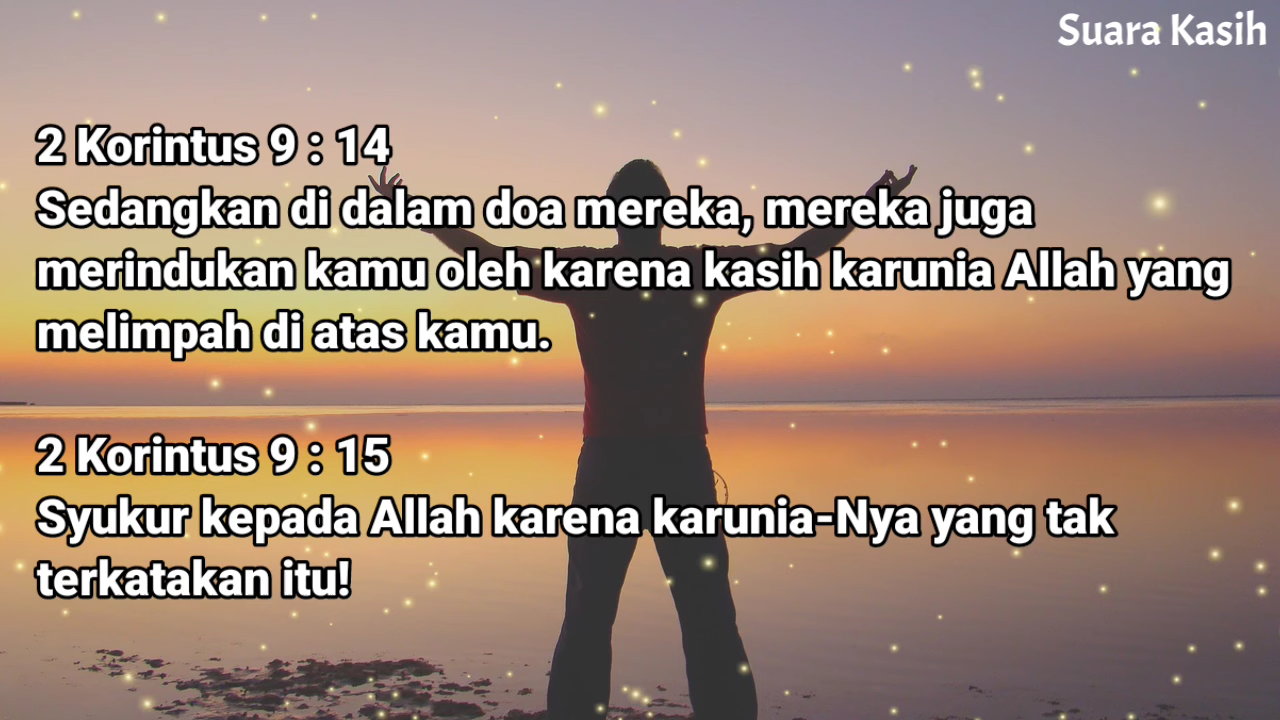 Suara Kasih
2 Korintus 9 : 14
Sedangkan di dalam doa mereka, mereka juga
merindukan kamu oleh karena kasih karunia Allah yang
melimpah di atas kamu.
2 Korintus 9 : 15
Syukur kepada Allah karena karunia-Nya yang tak
terkatakan itu!